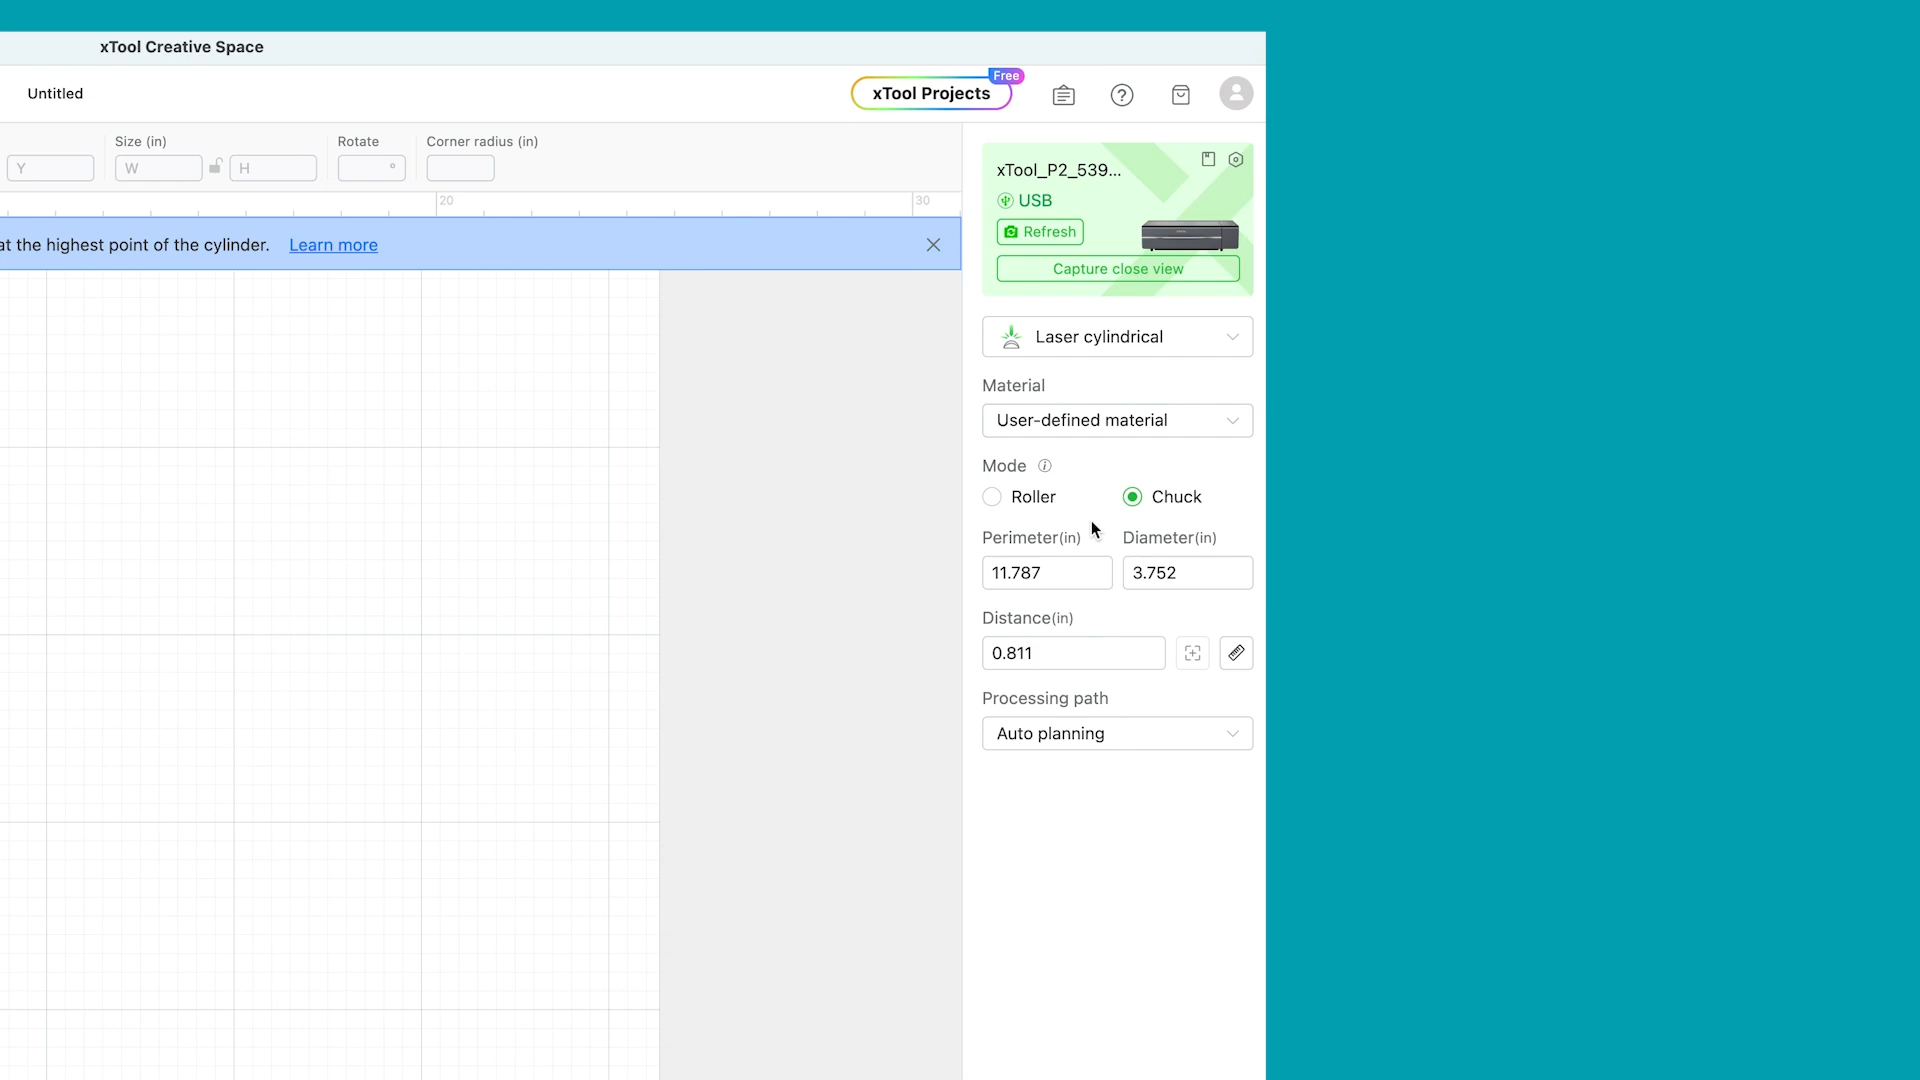 xTool Creative Space
Untitled
xTool Projects
Free
Size (in)
Rotate
Corner radius (in)
Y
W
H
°
20
30
at the highest point of the cylinder. Learn more
xTool_P2_539...
USB
Refresh
Capture close view
Laser cylindrical
Material
User-defined material
Mode
Roller
Chuck
Perimeter(in)
Diameter(in)
11.787
3.752
Distance(in)
0.811
Processing path
Auto planning